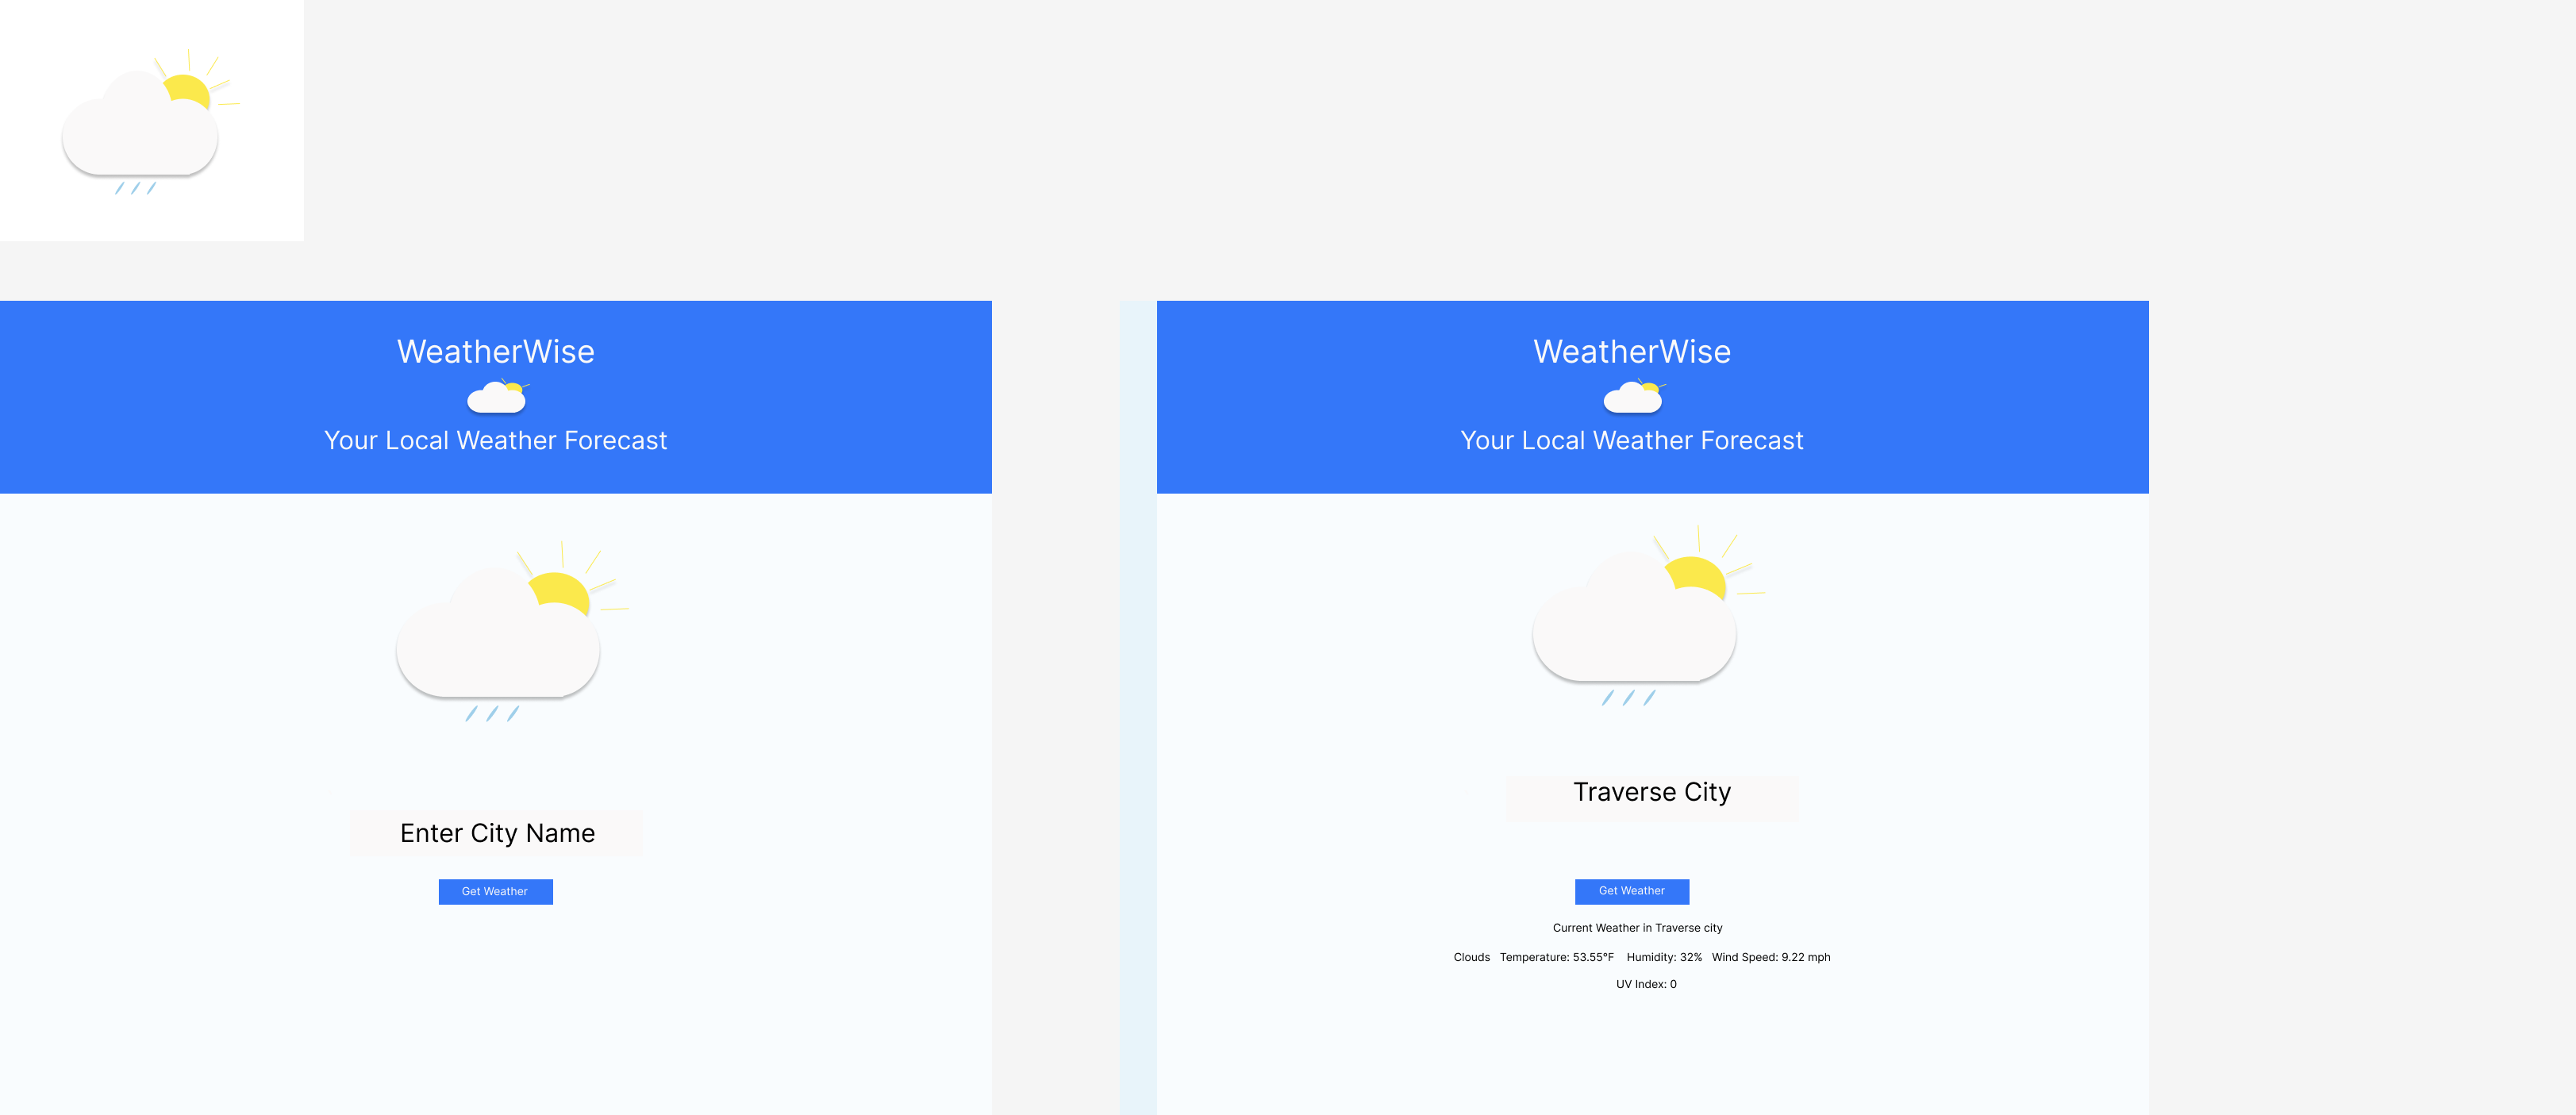 WeatherWise
Your Local Weather Forecast
Enter City Name
Get Weather
WeatherWise
Your Local Weather Forecast
Traverse City
Get Weather
Current Weather in Traverse city
Clouds Temperature: 53.55°F Humidity: 32% Wind Speed: 9.22 mph
UV Index: 0